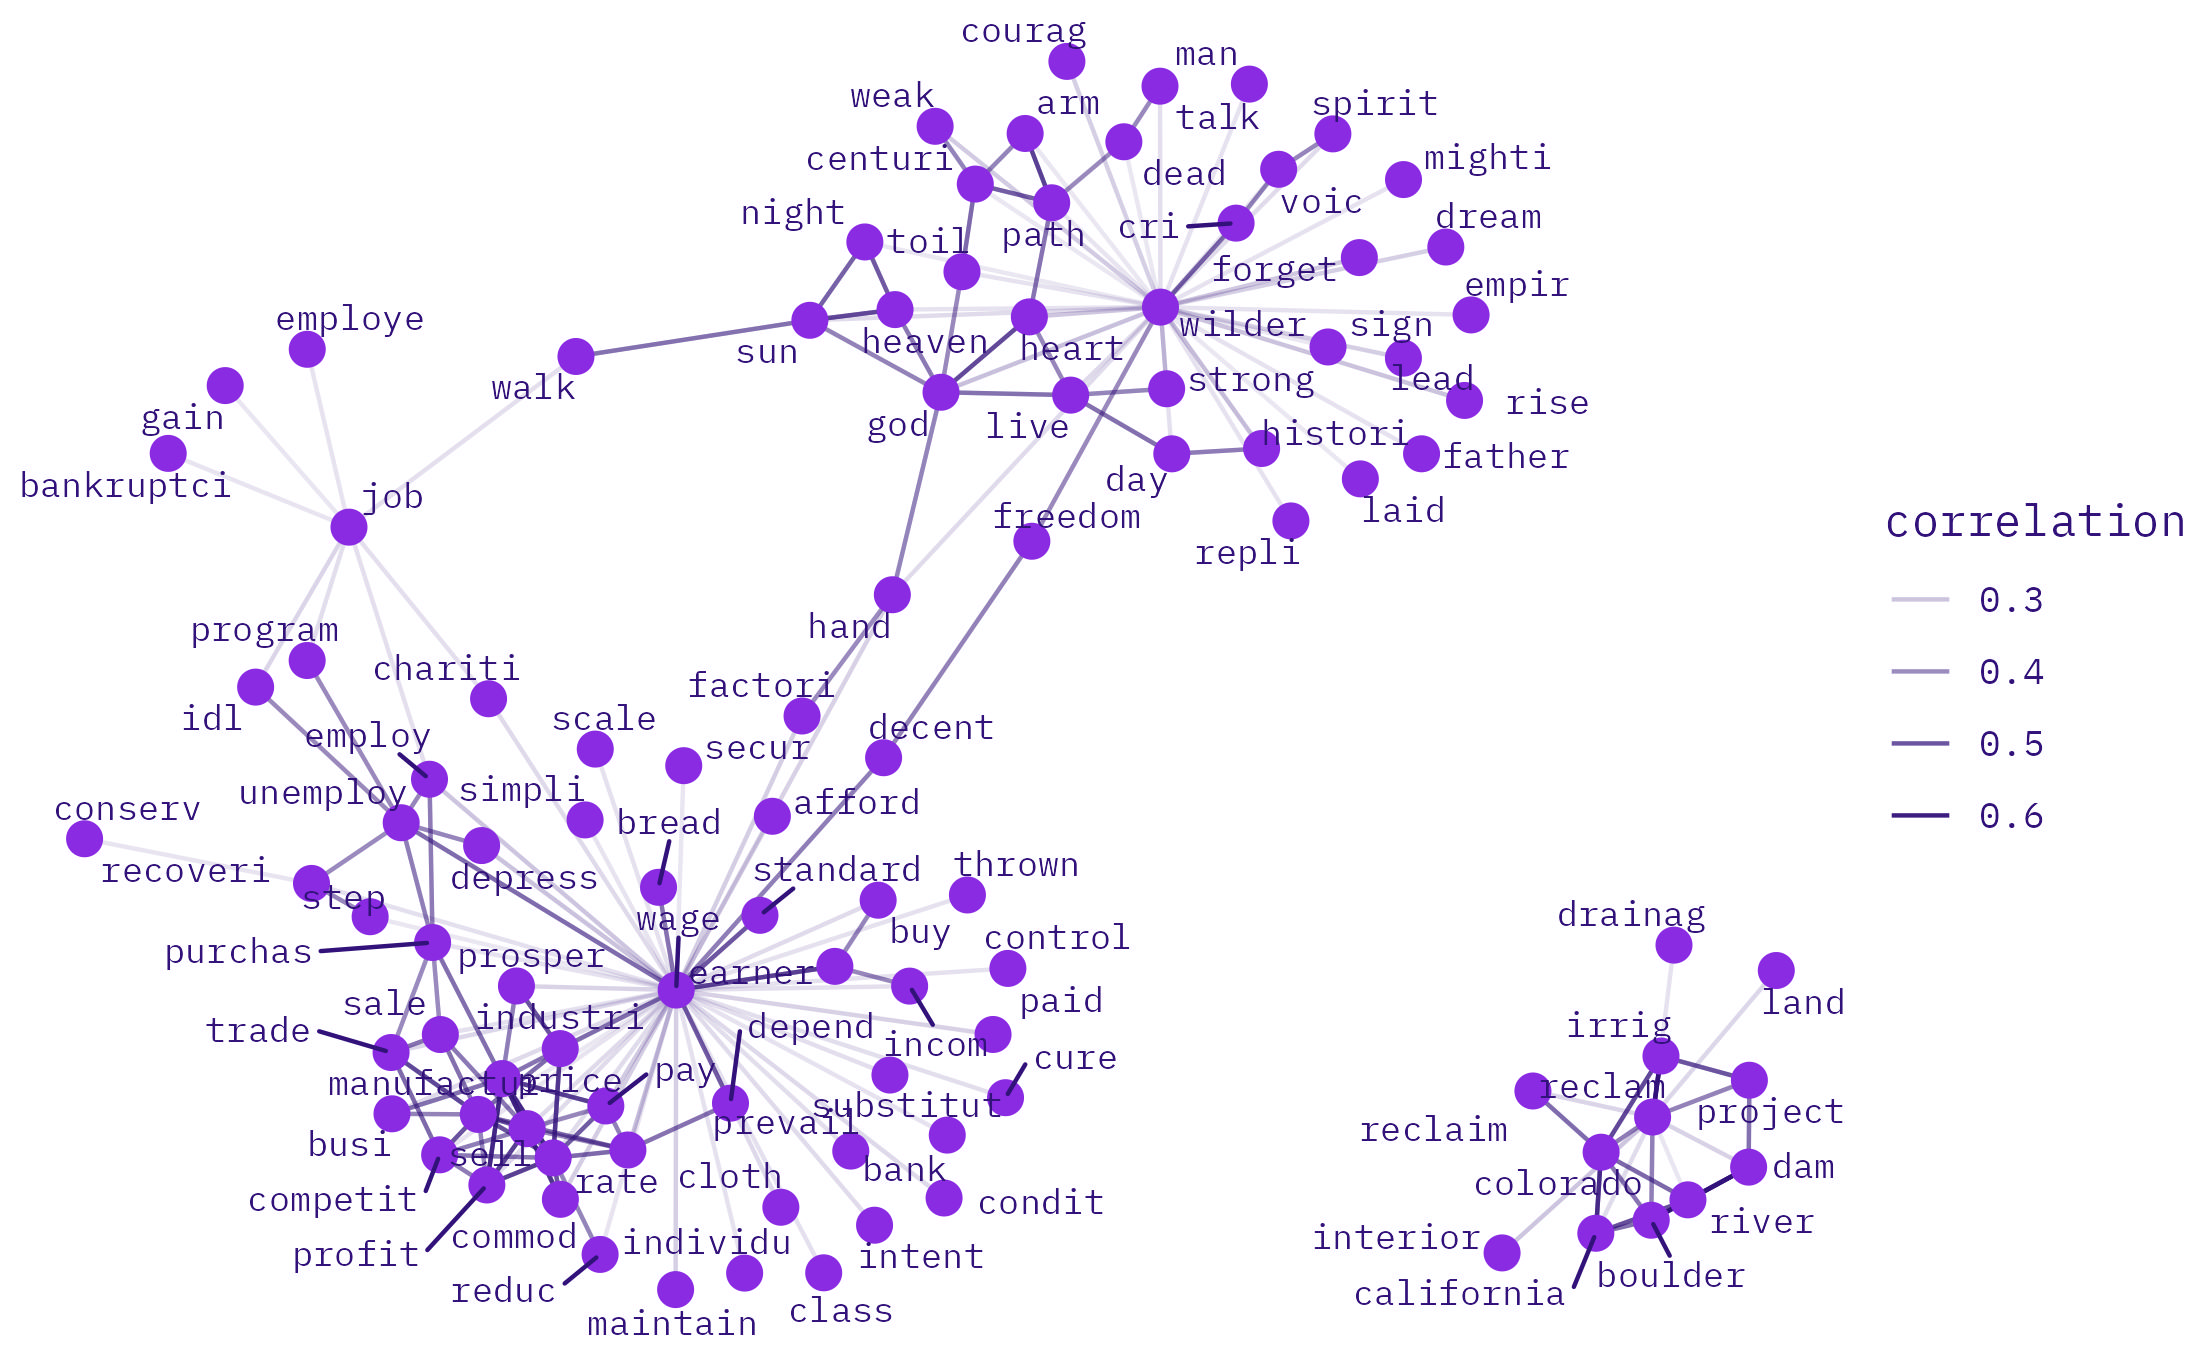 courag
man
weak
arm
talk
spirit
centuri
mighti
dead
voic
night
toil
path
cri
dream
forget
empir
employe
sun
heaven
heart
wilder
sign
walk
strong
lead
rise
gain
god
live
histori
father
bankruptci
job
day
laid
freedom
repli
correlation
0.3
0.4
0.5
0.6
program
hand
chariti
idl
factori
scale
employ
secur
decent
unemploy
simpli
conserv
bread
afford
recoveri
depress
standard
thrown
step
wage
buy
purchas
prosper
earner
control
drainag
sale
industri
paid
land
trade
depend
incom
irrig
manufactur
price
pay
cure
reclam
substitut
project
busi
prevail
reclaim
sell
cloth
bank
dam
competit
rate
condit
colorado
profit
commod
individu
intent
interior
river
reduc
boulder
california
maintain
class